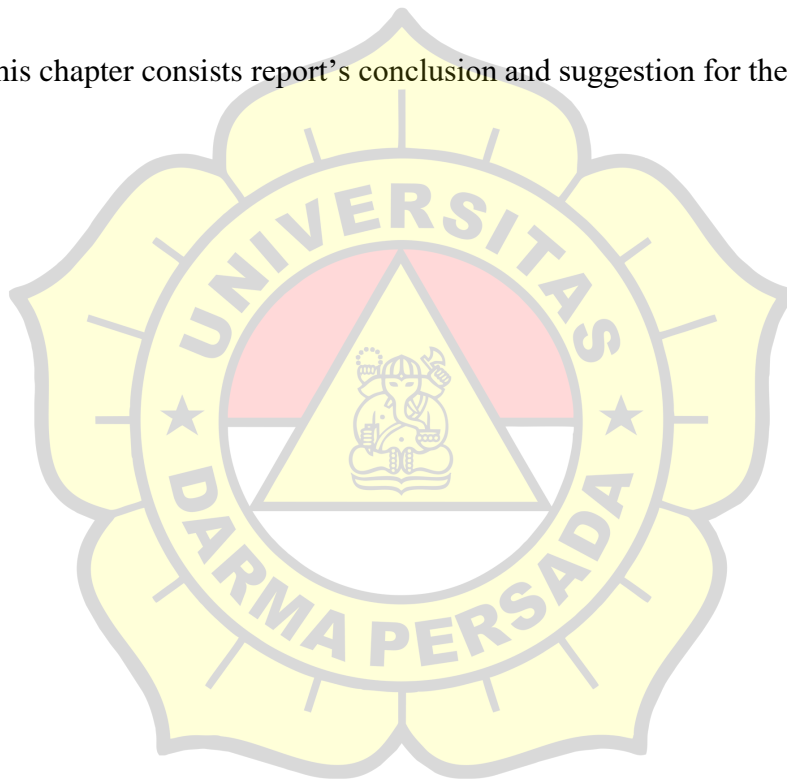 his chapter consists report’s conclusion and suggestion for the
UNIVERSITAS
DARMA PERSADA